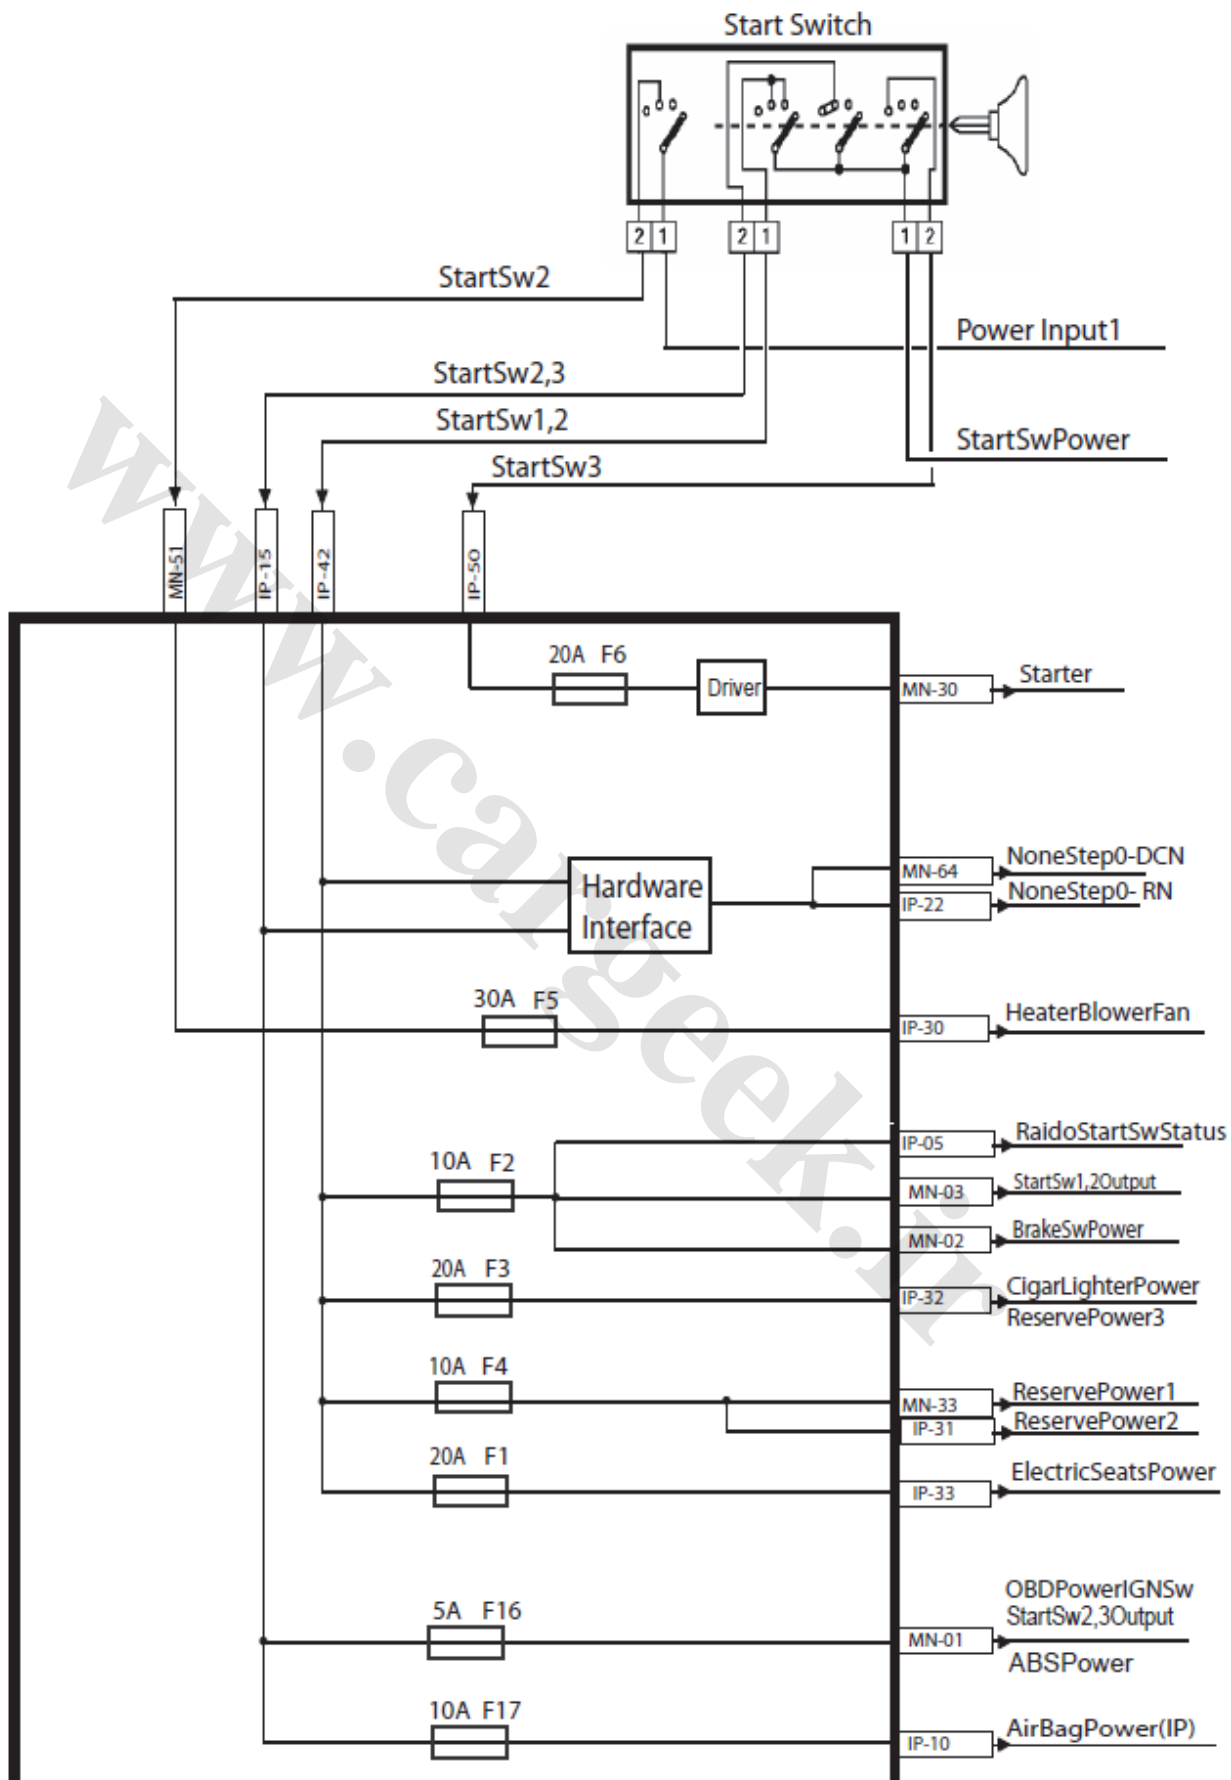 Start Switch
2 1
2 1
1 2
StartSw2
Power Input1
StartSw2,3
StartSw1,2
StartSwPower
StartSw3
MN-51
IP-15
IP-42
IP-50
20A F6
Driver
MN-30
Starter
Hardware
Interface
MN-64
NoneStep0-DCN
IP-22
NoneStep0- RN
30A F5
IP-30
HeaterBlowerFan
IP-05
RaidoStartSwStatus
10A F2
MN-03
StartSw1,2Output
MN-02
BrakeSwPower
20A F3
IP-32
CigarLighterPower
ReservePower3
10A F4
MN-33
ReservePower1
IP-31
ReservePower2
20A F1
IP-33
ElectricSeatsPower
5A F16
MN-01
OBDPowerIGNSw
StartSw2,3Output
ABSPower
10A F17
IP-10
AirBagPower(IP)
www.cargeek.ir